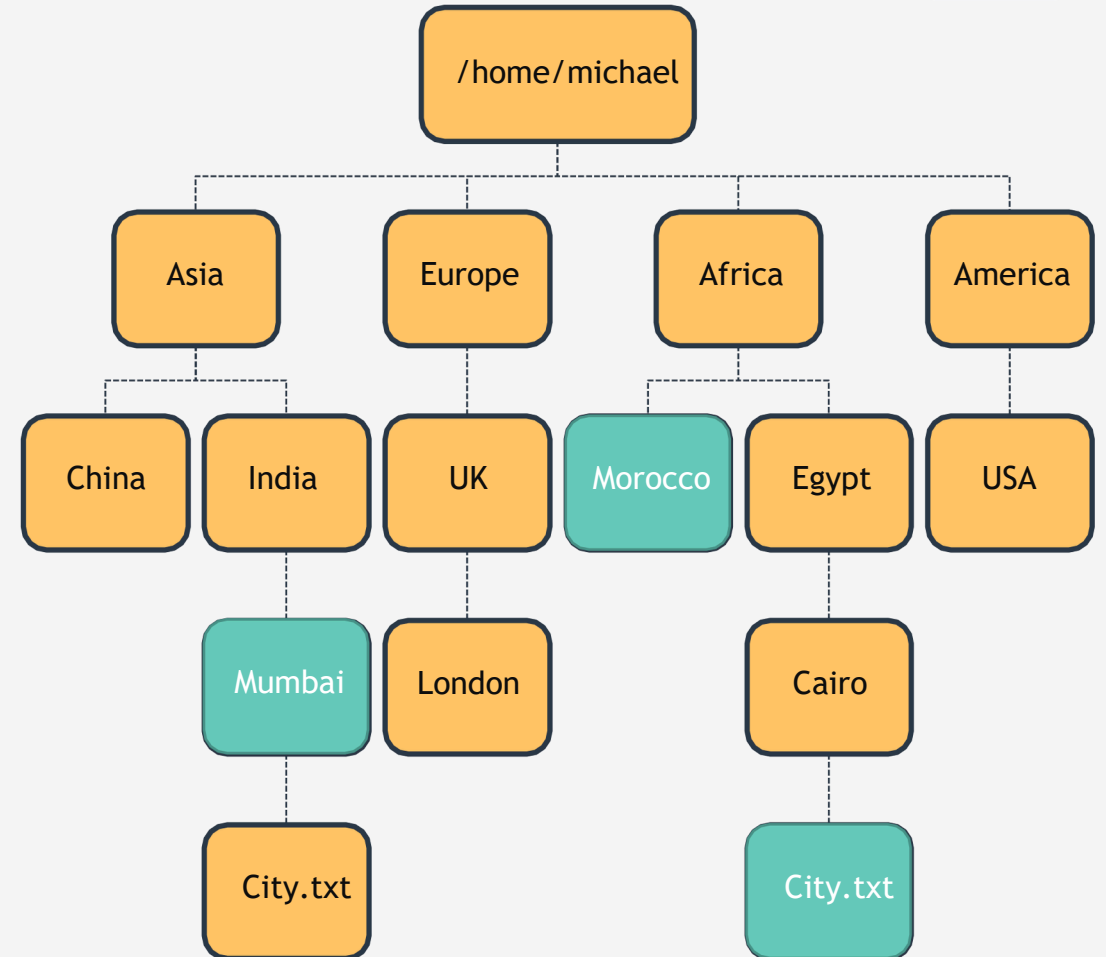 /home/michael
Asia
Europe
Africa
America
China
India
UK
Morocco
Egypt
USA
Mumbai
London
Cairo
City.txt
City.txt